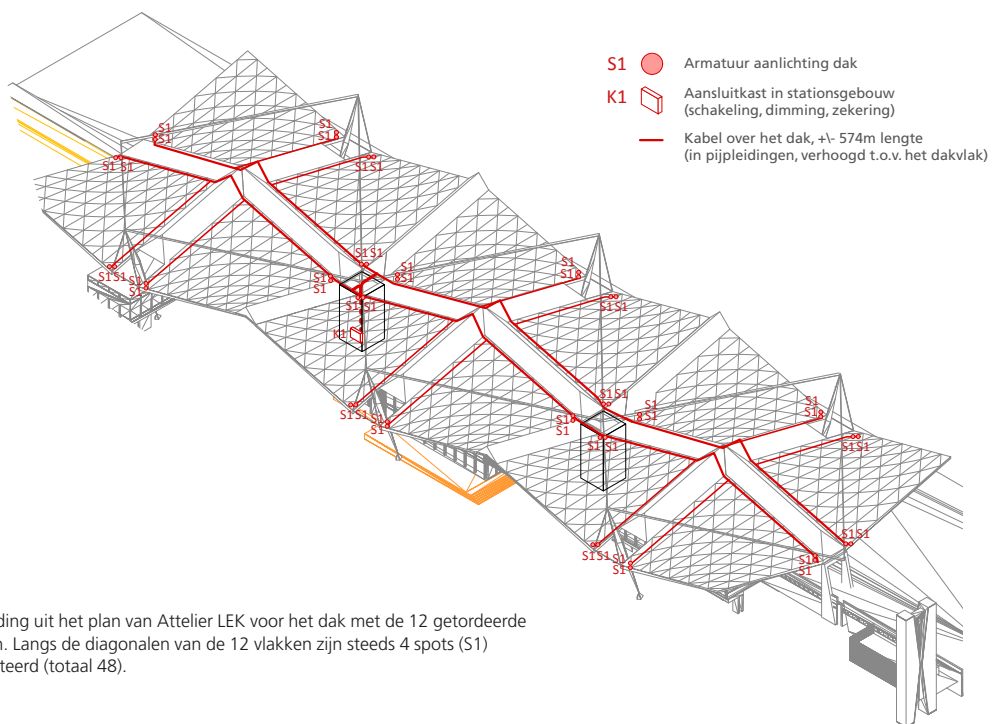 S1 Armatuur aanlichting dak
K1 Aansluitkast in stationsgebouw
(schakeling, dimming, zekering)
Kabel over het dak, +\- 574m lengte
(in pijpleidingen, verhoogd t.o.v. het dakvlak)
S1
S1
S1
S1
S1 S1
S1 S1
S1 S1
S1
S1
S1
S1
S1 S1
S1
S1
S1 S1
K1
S1
S1
S1 S1
S1 S1
S1
S1
S1
S1
S1 S1
S1
S1
S1 S1
S1
S1
S1 S1
S1 S1
S1
S1
S1 S1
S1
S1
ding uit het plan van Attelier LEK voor het dak met de 12 getordeerde
n. Langs de diagonalen van de 12 vlakken zijn steeds 4 spots (S1)
teerd (totaal 48).